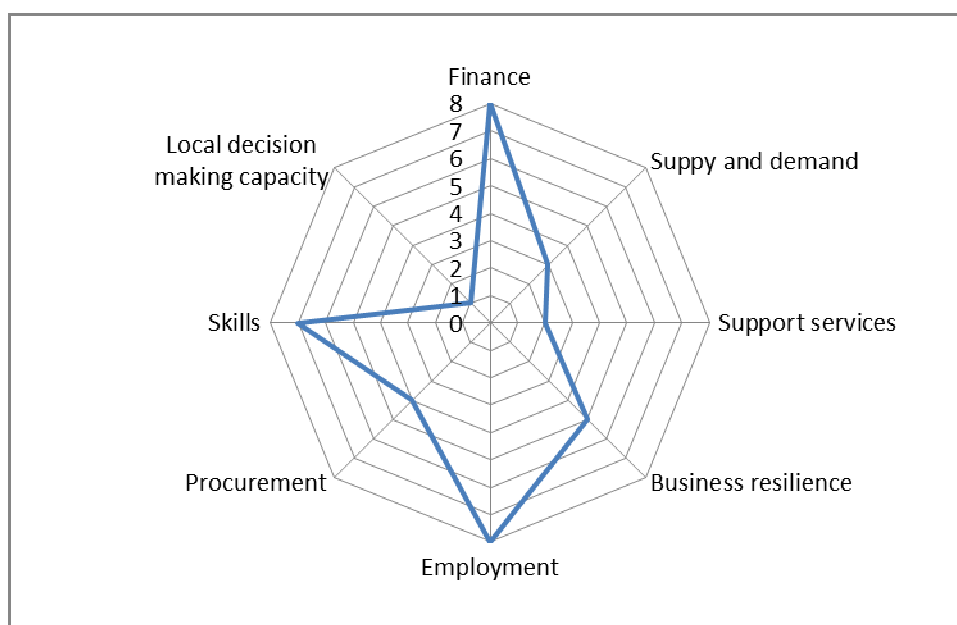 Finance
8
7
6
5
4
3
2
1
0
Suppy and demand
Support services
Business resilience
Employment
Procurement
Skills
Local decision
making capacity